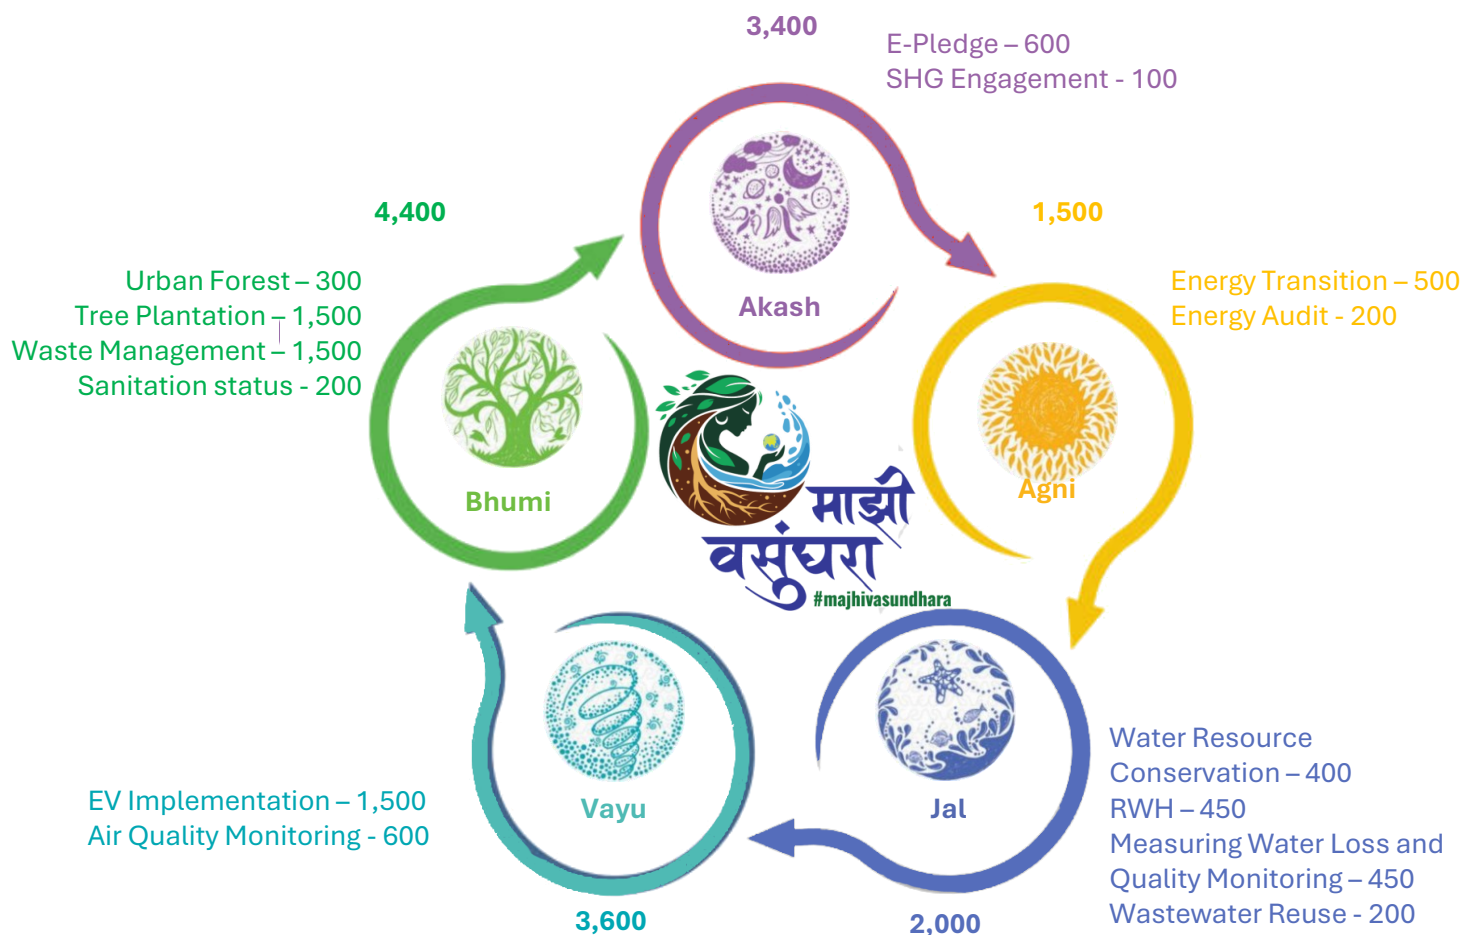 3,400
E-Pledge – 600
SHG Engagement - 100
Akash
4,400
Urban Forest – 300
Tree Plantation – 1,500
Waste Management – 1,500
Sanitation status - 200
Bhumi
1,500
Energy Transition – 500
Energy Audit - 200
Agni
माझी
वसुंधरा
#majhivasundhara
EV Implementation – 1,500
Air Quality Monitoring - 600
Vayu
3,600
Jal
2,000
Water Resource
Conservation – 400
RWH – 450
Measuring Water Loss and
Quality Monitoring – 450
Wastewater Reuse - 200